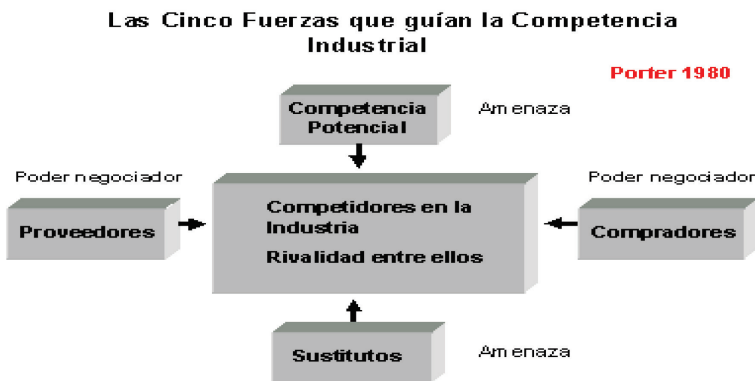 Las Cinco Fuerzas que guían la Competencia
Industrial
Porter 1980
Competencia
Potencial
Amenaza
Poder negociador
Poder negociador
Proveedores
Competidores en la
Industria
Rivalidad entre ellos
Compradores
Sustitutos
Amenaza